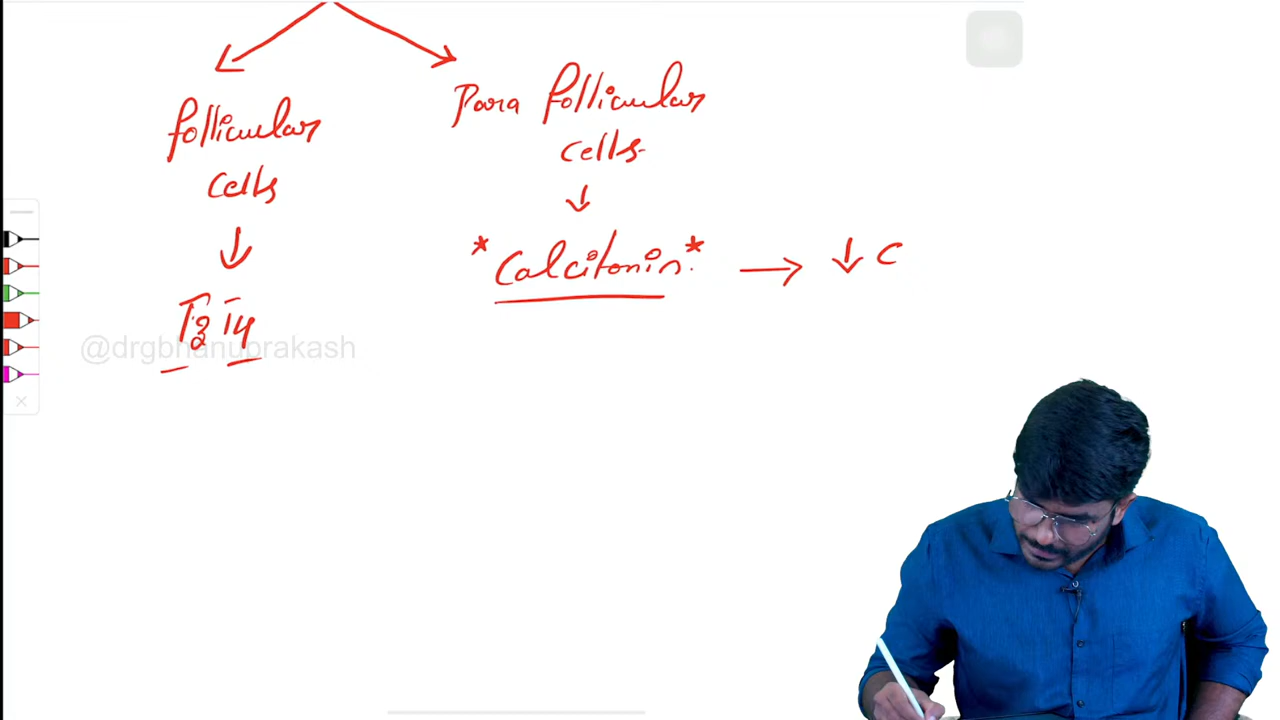 follicular
cells
T3 T4
Para follicular
cells
*Calcitonin.*
→ ↓ C
@drgbhanuprakash